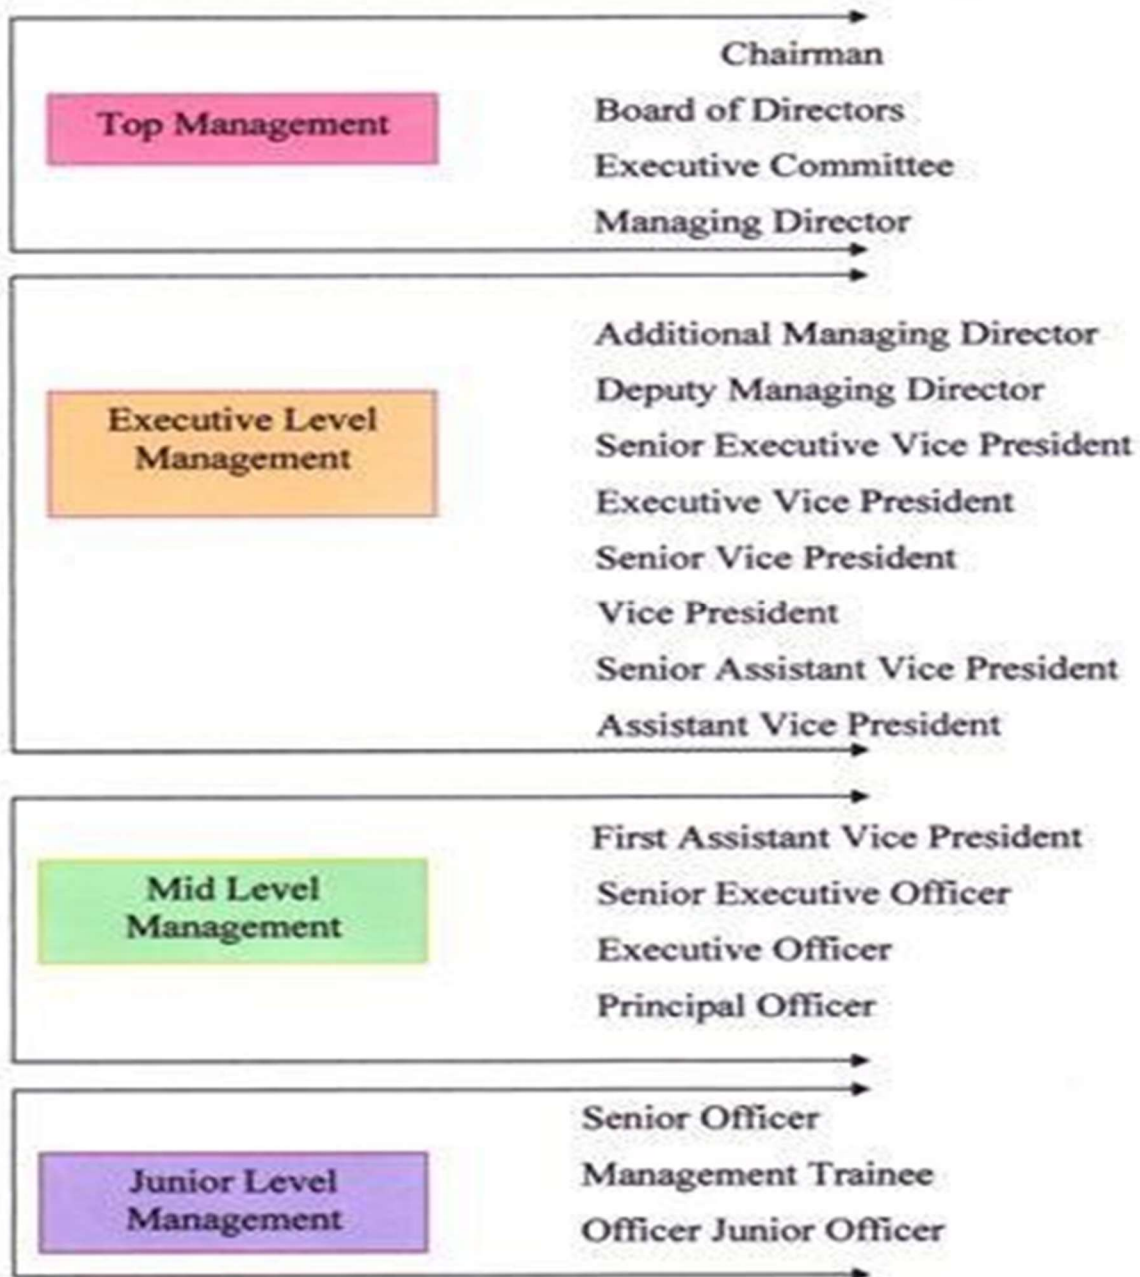 Chairman
Top Management
Board of Directors
Executive Committee
Managing Director
Additional Managing Director
Deputy Managing Director
Executive Level
Management
Senior Executive Vice President
Executive Vice President
Senior Vice President
Vice President
Senior Assistant Vice President
Assistant Vice President
First Assistant Vice President
Mid Level
Management
Senior Executive Officer
Executive Officer
Principal Officer
Senior Officer
Junior Level
Management
Management Trainee
Officer Junior Officer